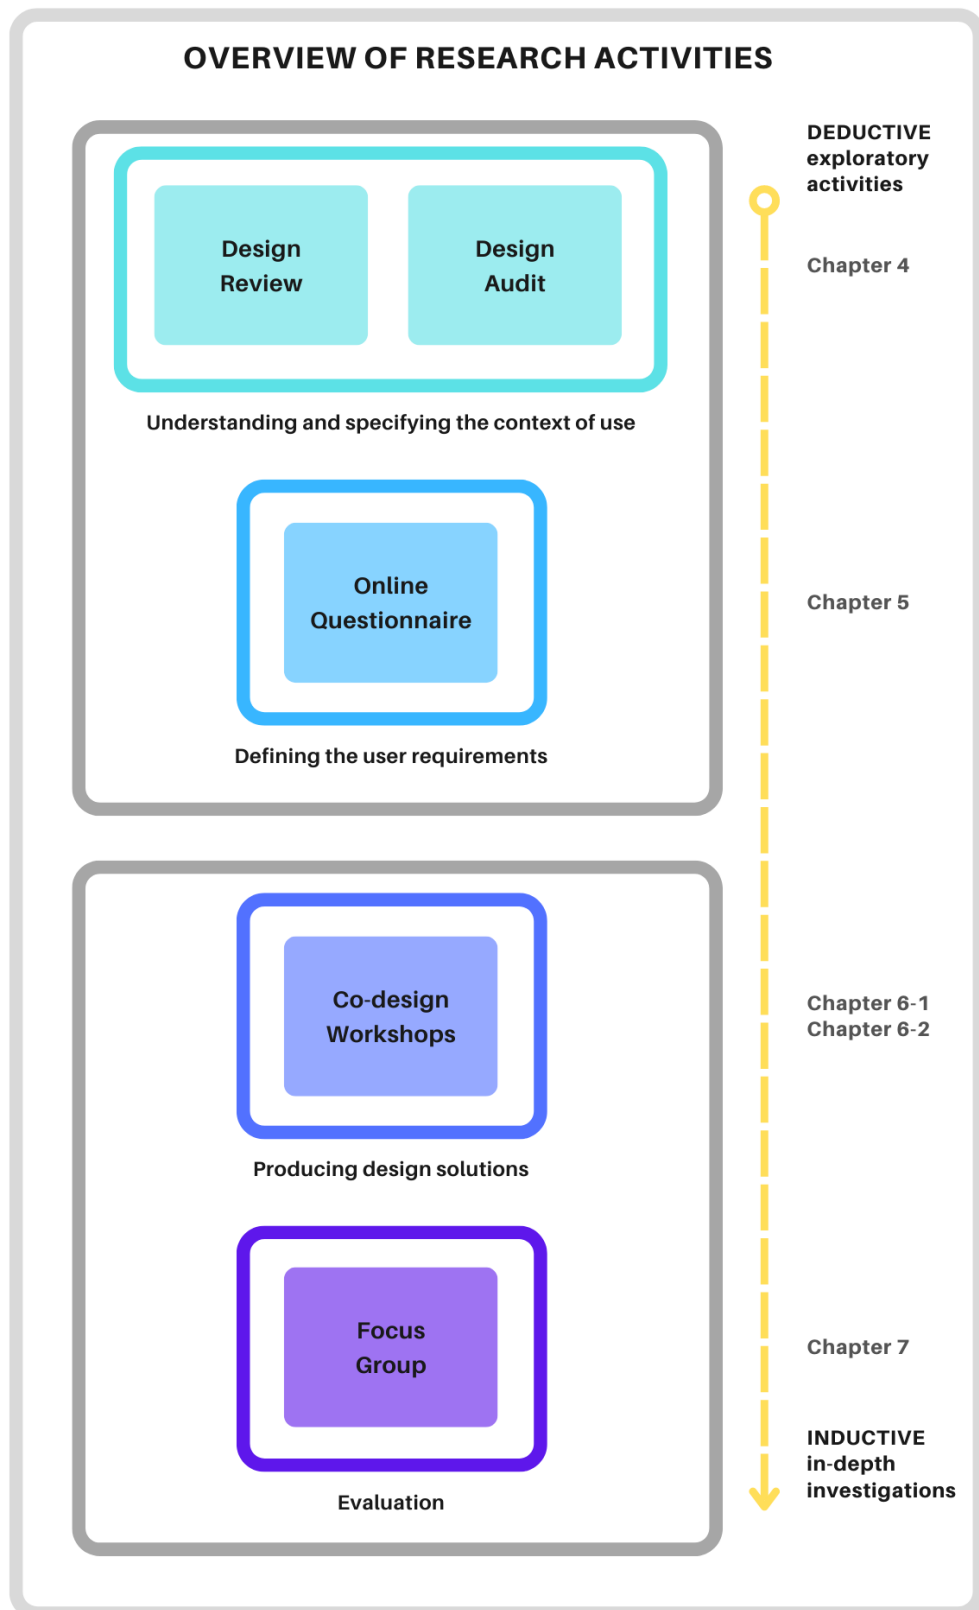 OVERVIEW OF RESEARCH ACTIVITIES
DEDUCTIVE
exploratory
activities
Design
Review
Design
Audit
Chapter 4
Understanding and specifying the context of use
Online
Questionnaire
Chapter 5
Defining the user requirements
Co-design
Workshops
Chapter 6-1
Chapter 6-2
Producing design solutions
Focus
Group
Chapter 7
INDUCTIVE
in-depth
investigations
Evaluation